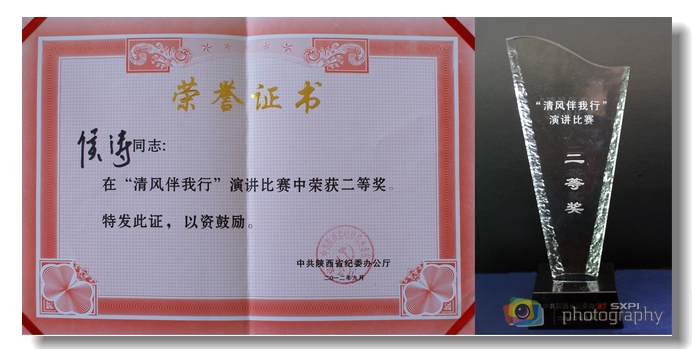 荣誉证书
侯涛同志:
在“清风伴我行”演讲比赛中荣获二等奖。
特发此证，以资鼓励。
中共陕西省纪委办公厅
二〇一二年九月
“清风伴我行”
演讲比赛
二等奖
SXPI
photography